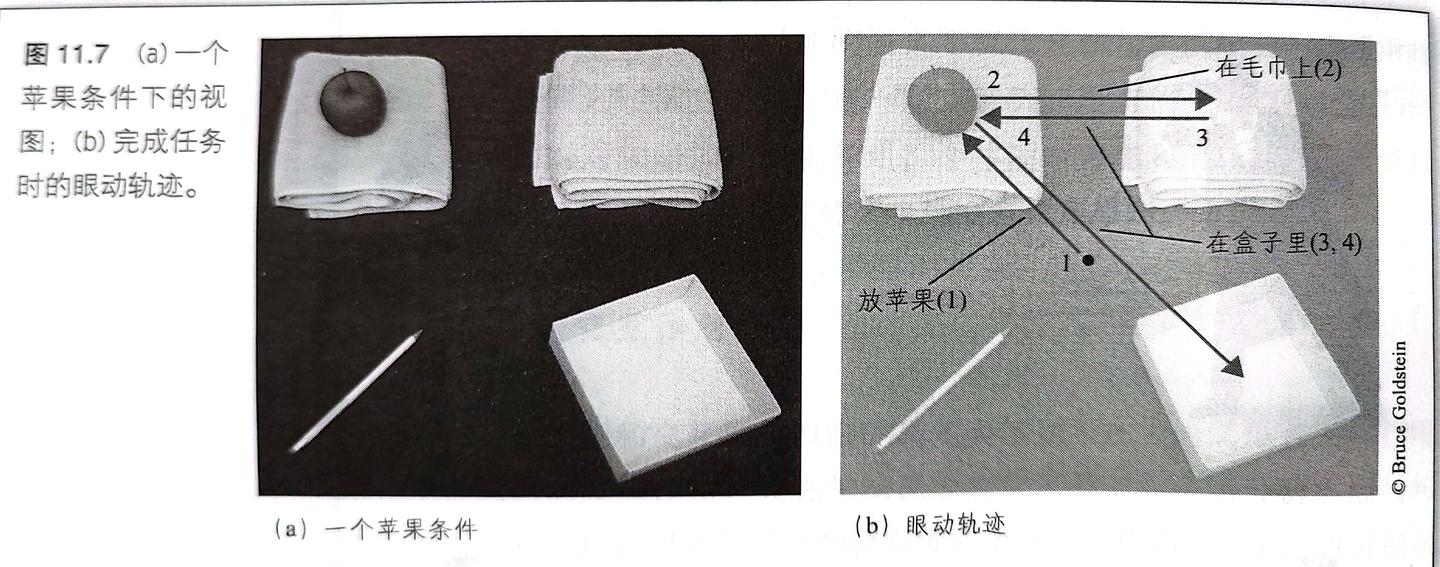 图 11.7 (a)一个
苹果条件下的视
图；(b)完成任务
时的眼动轨迹。
2
在毛巾上(2)
4
3
在盒子里(3, 4)
1
放苹果(1)
© Bruce Goldstein
(a) 一个苹果条件
(b) 眼动轨迹